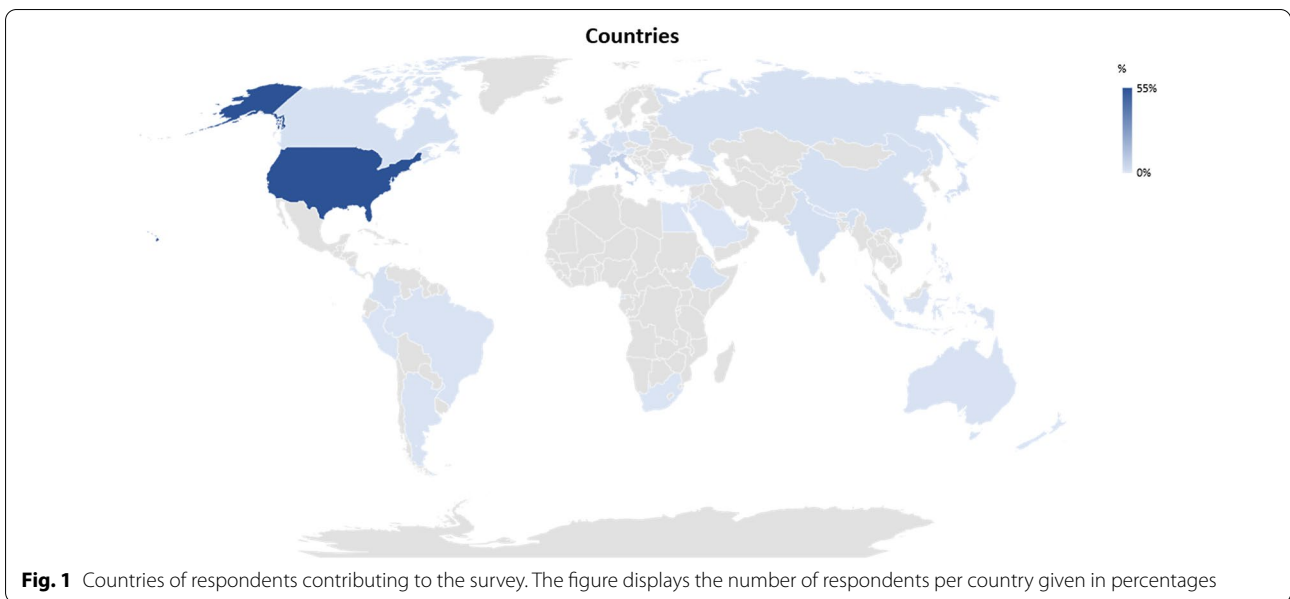 Countries
%
55%
0%
Fig. 1 Countries of respondents contributing to the survey. The figure displays the number of respondents per country given in percentages